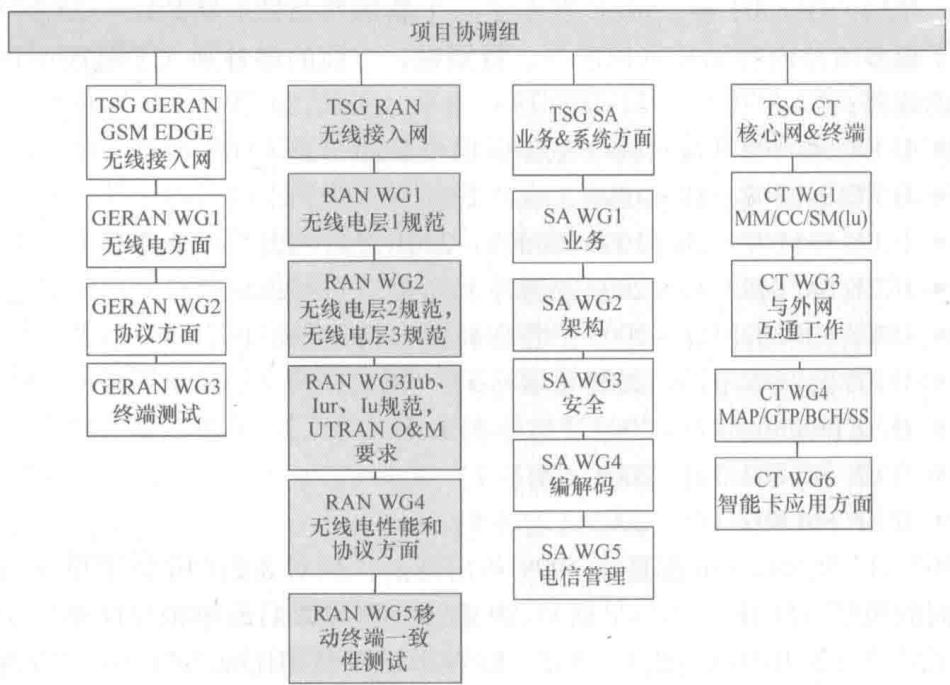 项目协调组
TSG GERAN
GSM EDGE
无线接入网
GERAN WG1
无线电方面
GERAN WG2
协议方面
GERAN WG3
终端测试
TSG RAN
无线接入网
RAN WG1
无线电层1规范
RAN WG2
无线电层2规范，
无线电层3规范
RAN WG3Iub、
Iur、Iu规范，
UTRAN O&M
要求
RAN WG4
无线电性能和
协议方面
RAN WG5移
动终端一致
性测试
TSG SA
业务&系统方面
SA WG1
业务
SA WG2
架构
SA WG3
安全
SA WG4
编解码
SA WG5
电信管理
TSG CT
核心网&终端
CT WG1
MM/CC/SM(lu)
CT WG3
与外网
互通工作
CT WG4
MAP/GTP/BCH/SS
CT WG6
智能卡应用方面